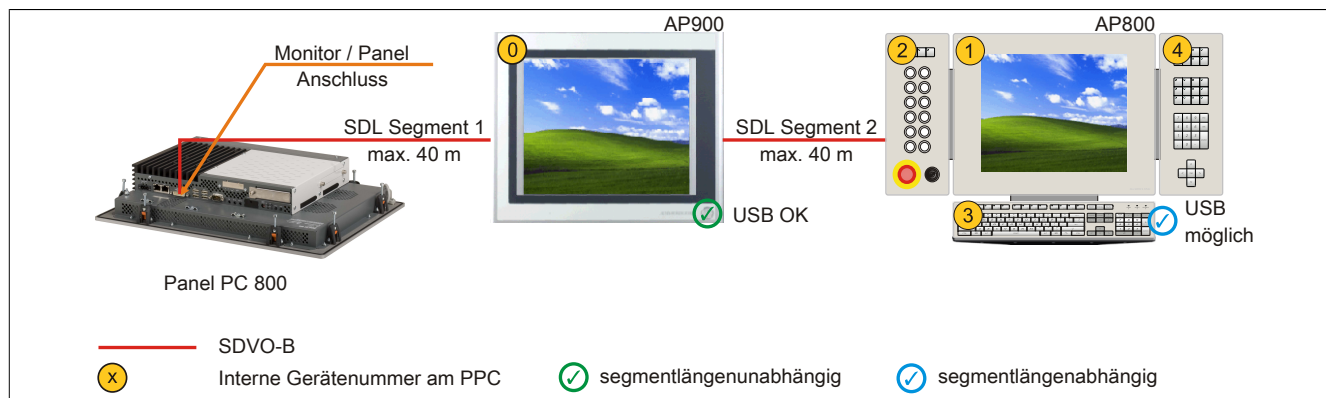 AP900
AP800
Monitor / Panel
Anschluss
0
2
1
4
SDL Segment 1
max. 40 m
SDL Segment 2
max. 40 m
USB OK
3
USB
möglich
Panel PC 800
SDVO-B
x
Interne Gerätenummer am PPC
segmentlängenunabhängig
segmentlängenabhängig